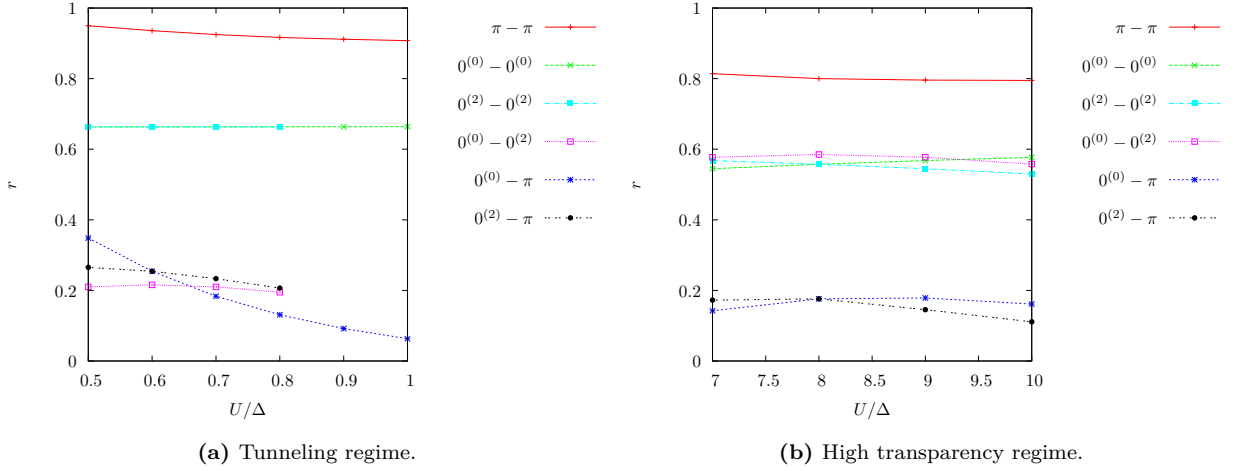 1
0.8
0.6
0.4
0.2
0
r
0.5 0.6 0.7 0.8 0.9 1
U/Δ
π − π
0⁽⁰⁾ − 0⁽⁰⁾
0⁽²⁾ − 0⁽²⁾
0⁽⁰⁾ − 0⁽²⁾
0⁽⁰⁾ − π
0⁽²⁾ − π
(a) Tunneling regime.
1
0.8
0.6
0.4
0.2
0
r
7 7.5 8 8.5 9 9.5 10
U/Δ
π − π
0⁽⁰⁾ − 0⁽⁰⁾
0⁽²⁾ − 0⁽²⁾
0⁽⁰⁾ − 0⁽²⁾
0⁽⁰⁾ − π
0⁽²⁾ − π
(b) High transparency regime.